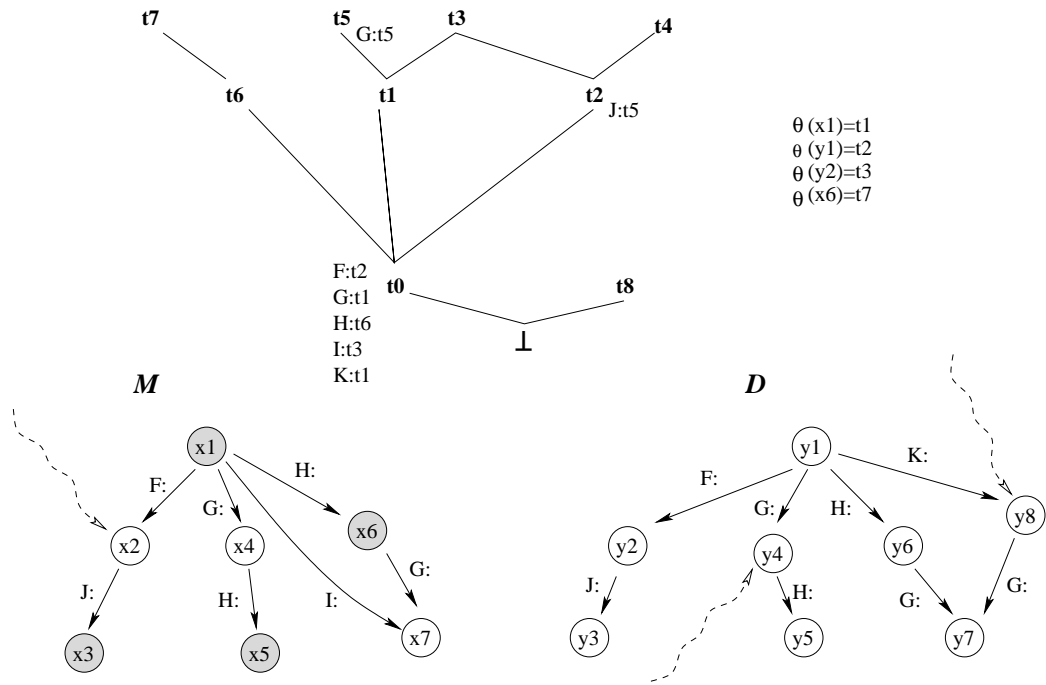 t7 t5 t3 t4
G:t5
t6 t1 t2
J:t5
θ(x1)=t1
θ(y1)=t2
θ(y2)=t3
θ(x6)=t7
F:t2
G:t1
H:t6
I:t3
K:t1
t0 t8
⊥
M D
x1 y1
F: G: H: I:
x2 x4 x6
J: H: G:
x3 x5 x7
F: G: H: K:
y2 y4 y6 y8
J: H: G: G:
y3 y5 y7